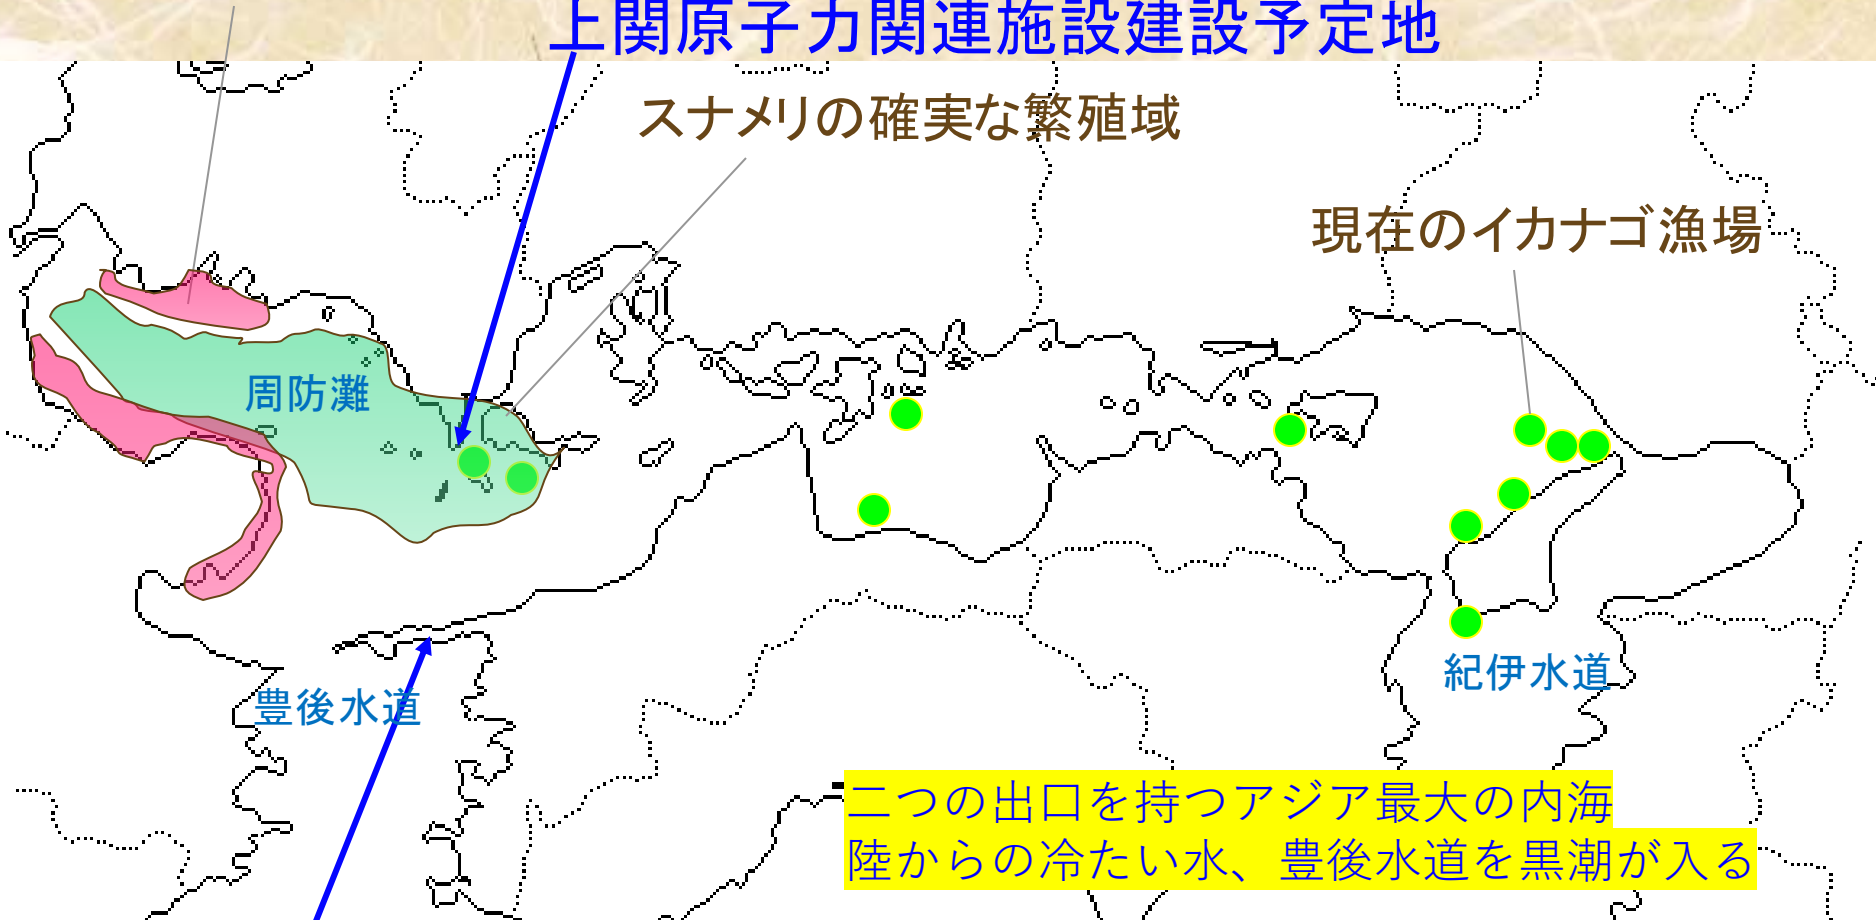 上関原子力関連施設建設予定地
スナメリの確実な繁殖域
現在のイカナゴ漁場
周防灘
豊後水道
紀伊水道
二つの出口を持つアジア最大の内海
陸からの冷たい水、豊後水道を黒潮が入る